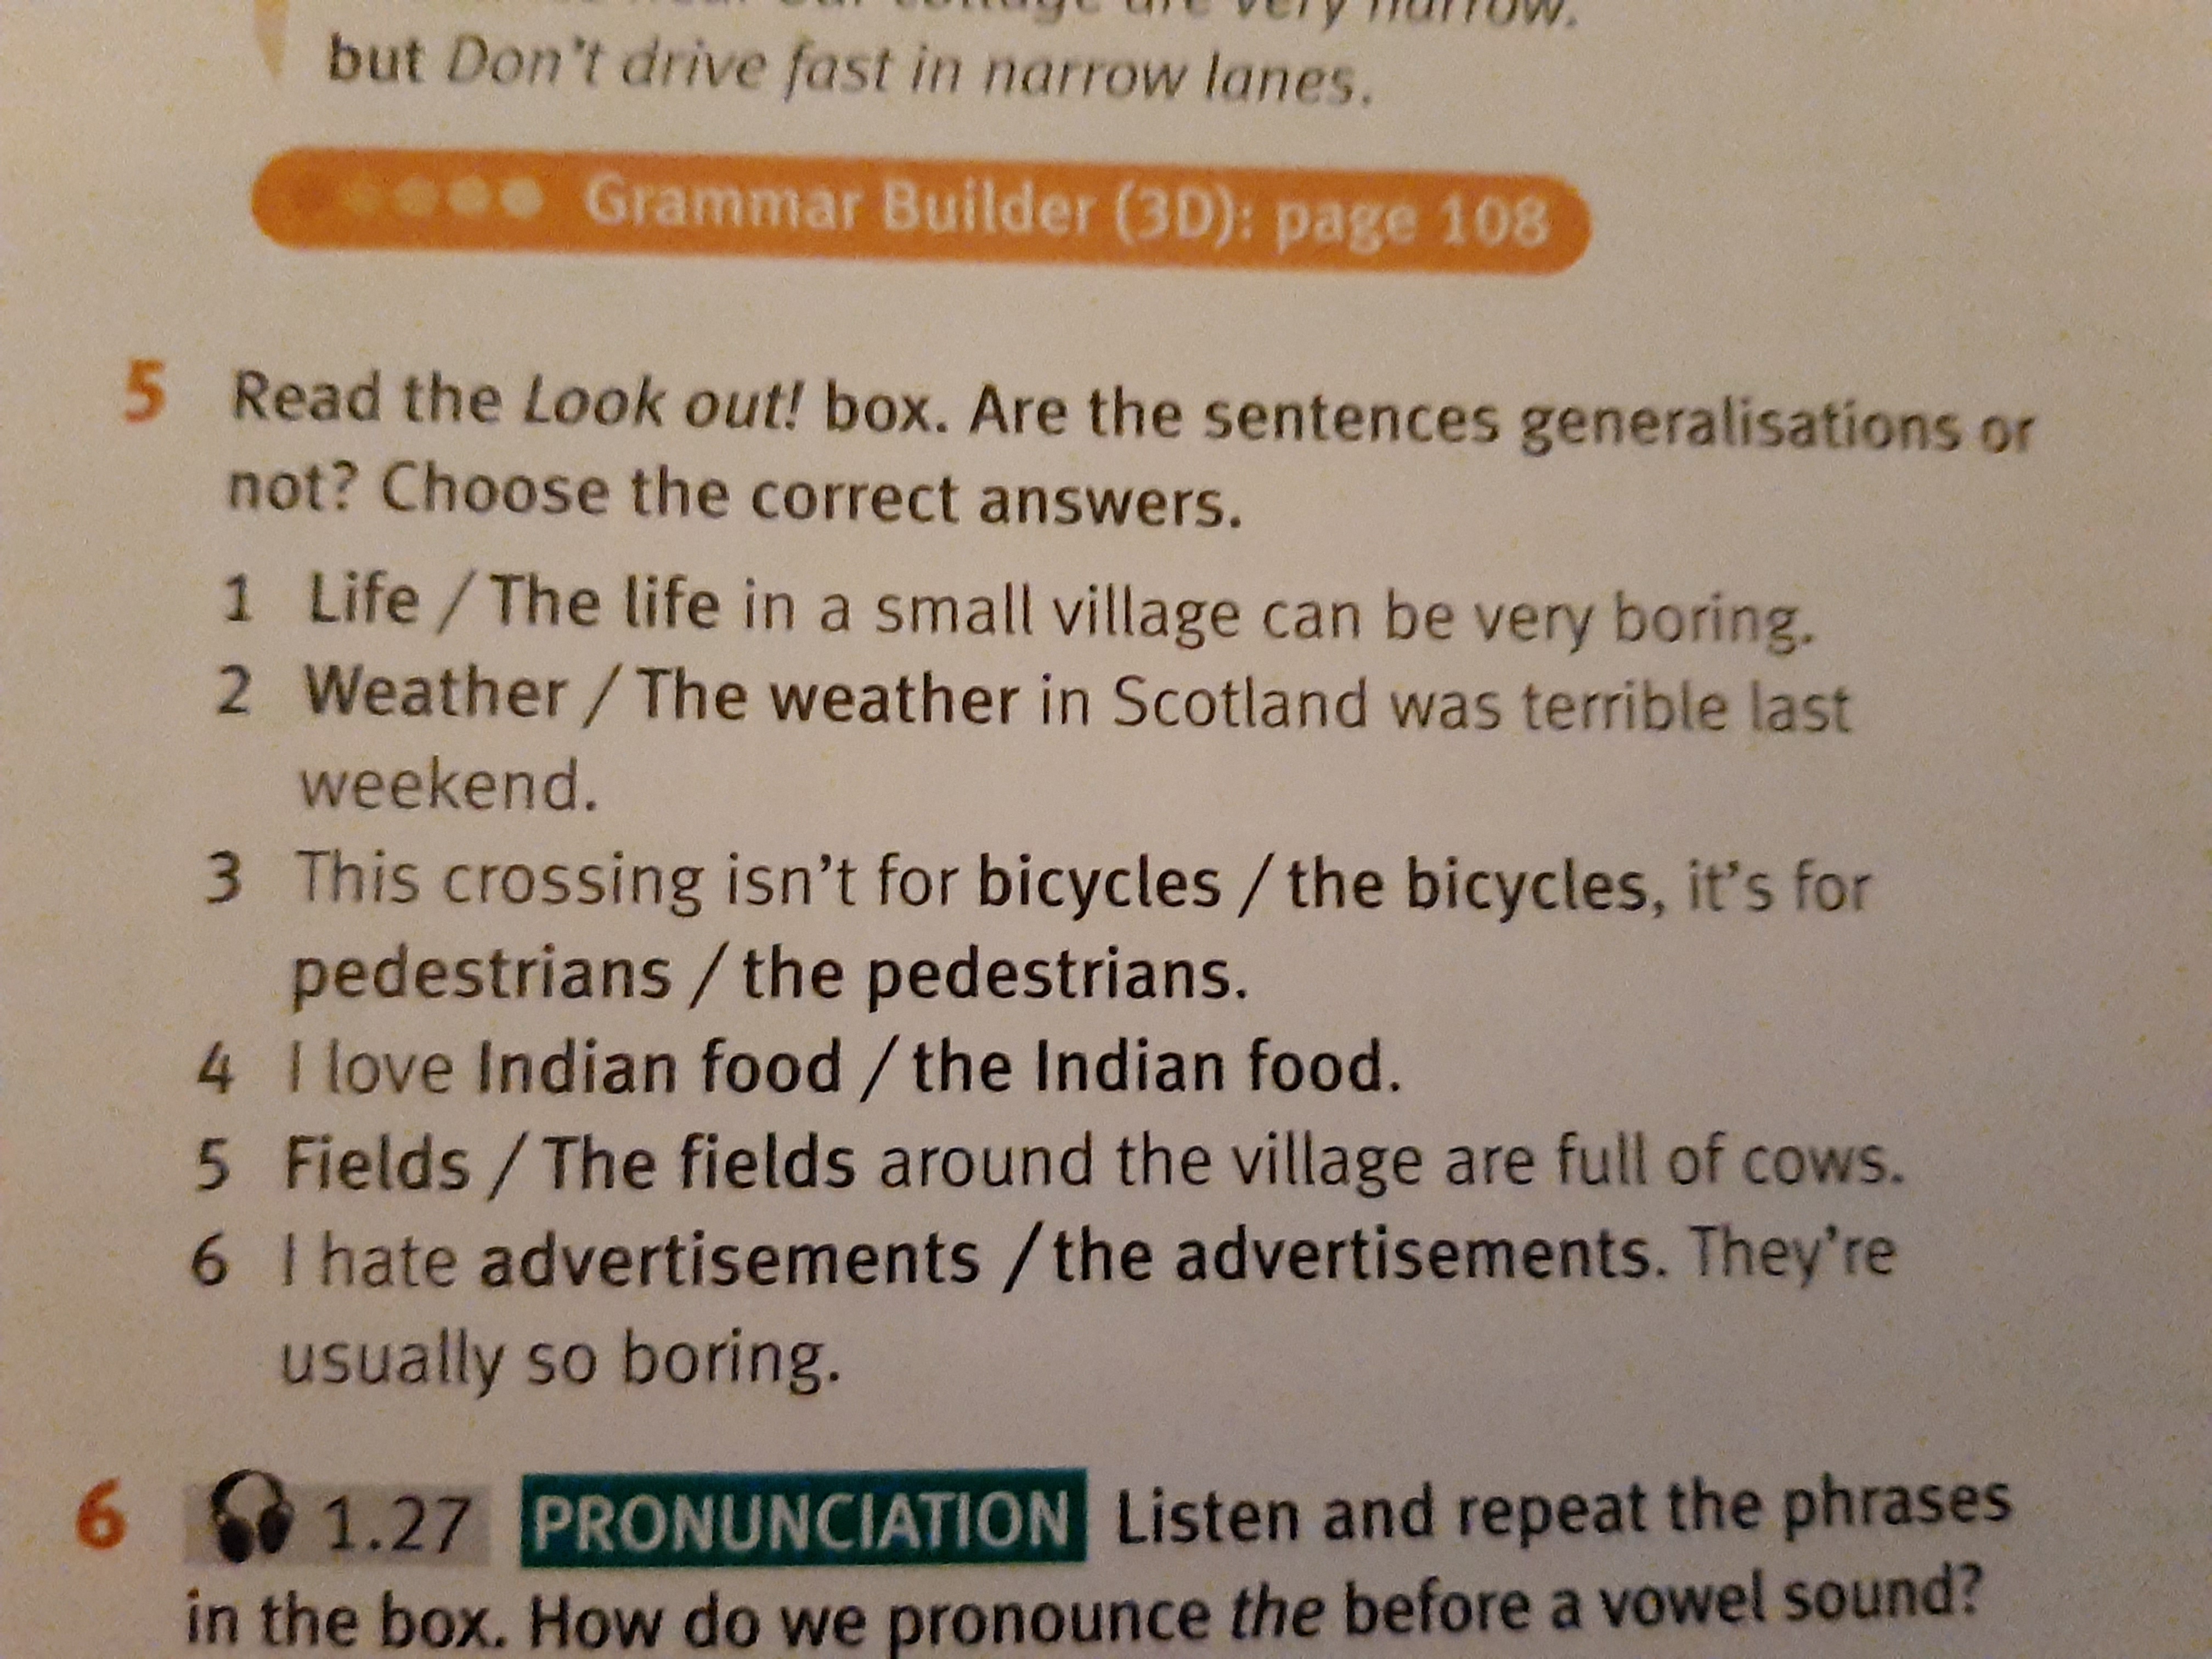 narrow.
but Don't drive fast in narrow lanes.
Grammar Builder (3D): page 108
5 Read the Look out! box. Are the sentences generalisations or
not? Choose the correct answers.
1 Life / The life in a small village can be very boring.
2 Weather / The weather in Scotland was terrible last
weekend.
3 This crossing isn't for bicycles / the bicycles, it's for
pedestrians / the pedestrians.
4 I love Indian food / the Indian food.
5 Fields / The fields around the village are full of cows.
6 I hate advertisements / the advertisements. They're
usually so boring.
6 1.27 PRONUNCIATION Listen and repeat the phrases
in the box. How do we pronounce the before a vowel sound?